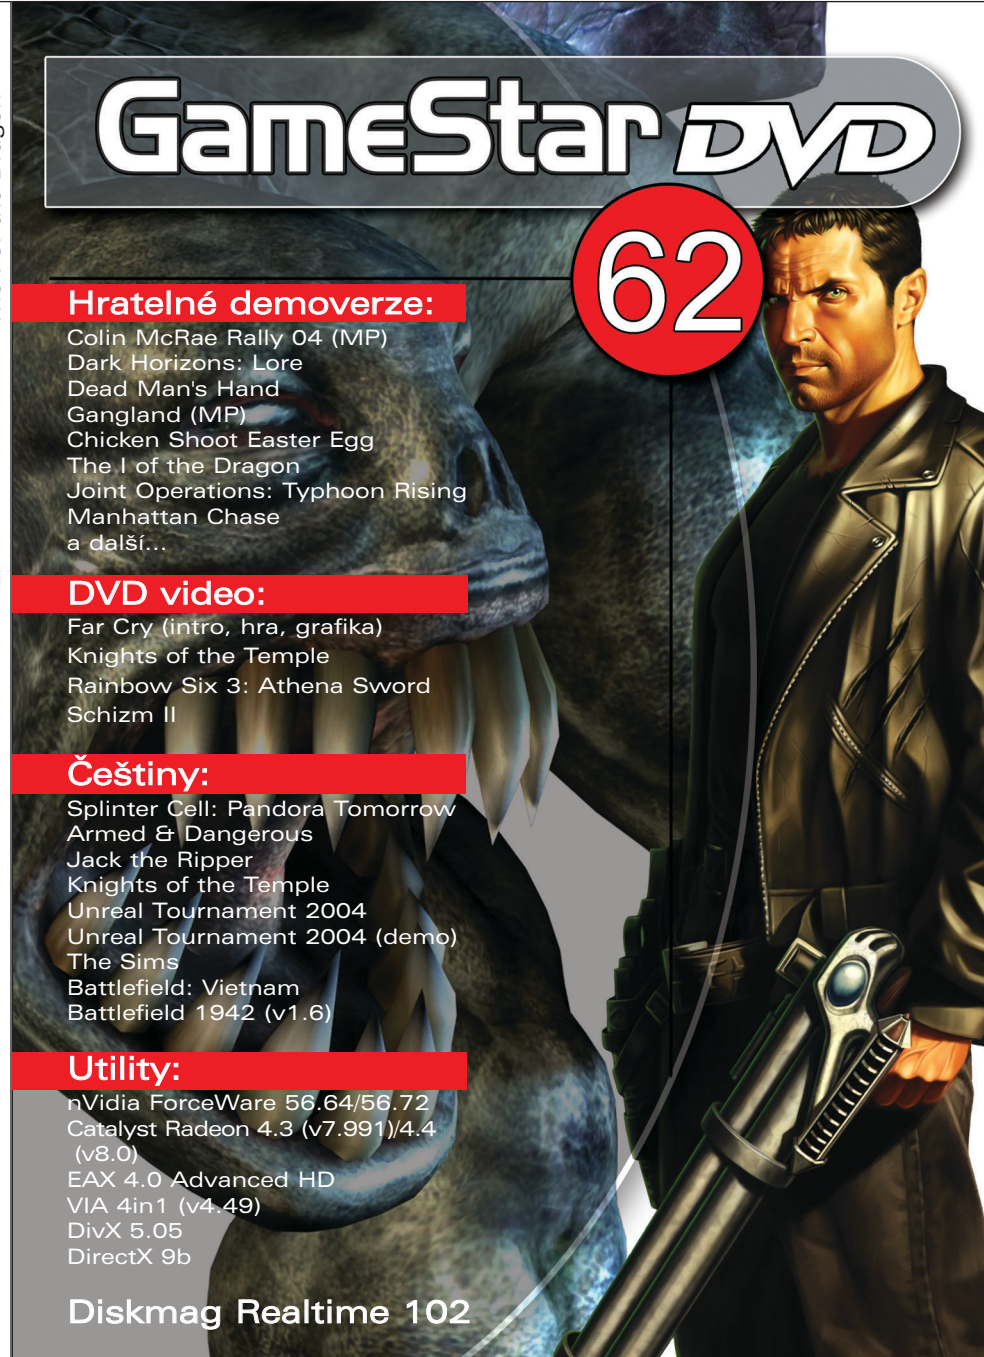 GameStar DVD
62
Hratelné demoverze:
Colin McRae Rally 04 (MP)
Dark Horizons: Lore
Dead Man's Hand
Gangland (MP)
Chicken Shoot Easter Egg
The I of the Dragon
Joint Operations: Typhoon Rising
Manhattan Chase
a další...
DVD video:
Far Cry (intro, hra, grafika)
Knights of the Temple
Rainbow Six 3: Athena Sword
Schizm II
Češtiny:
Splinter Cell: Pandora Tomorrow
Armed & Dangerous
Jack the Ripper
Knights of the Temple
Unreal Tournament 2004
Unreal Tournament 2004 (demo)
The Sims
Battlefield: Vietnam
Battlefield 1942 (v1.6)
Utility:
nVidia ForceWare 56.64/56.72
Catalyst Radeon 4.3 (v7.991)/4.4
(v8.0)
EAX 4.0 Advanced HD
VIA 4in1 (v4.49)
DivX 5.05
DirectX 9b
Diskmag Realtime 102